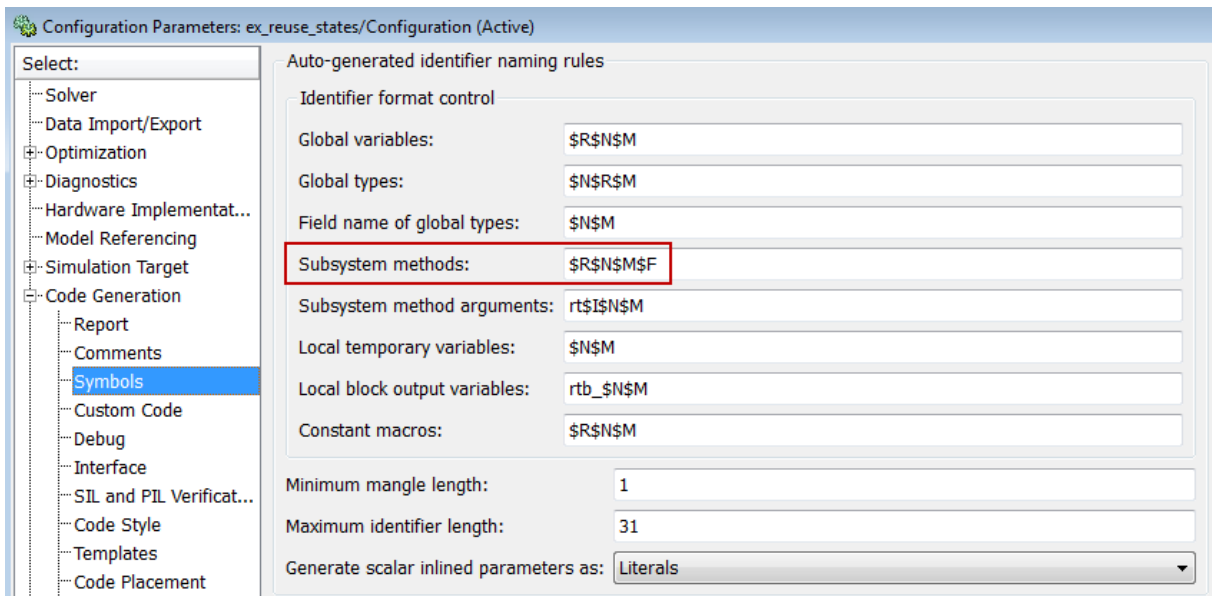 Configuration Parameters: ex_reuse_states/Configuration (Active)
Select:
Solver
Data Import/Export
Optimization
Diagnostics
Hardware Implementat...
Model Referencing
Simulation Target
Code Generation
Report
Comments
Symbols
Custom Code
Debug
Interface
SIL and PIL Verificat...
Code Style
Templates
Code Placement
Auto-generated identifier naming rules
Identifier format control
Global variables: $R$N$M
Global types: $N$R$M
Field name of global types: $N$M
Subsystem methods: $R$N$M$F
Subsystem method arguments: rt$I$N$M
Local temporary variables: $N$M
Local block output variables: rtb_$N$M
Constant macros: $R$N$M
Minimum mangle length: 1
Maximum identifier length: 31
Generate scalar inlined parameters as: Literals